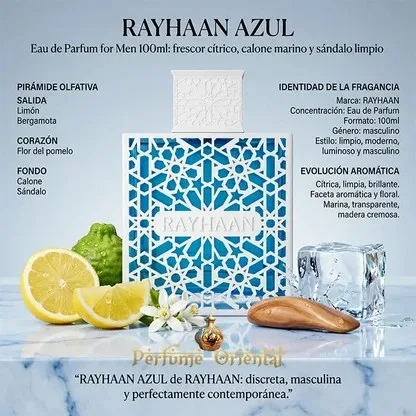 RAYHAAN AZUL
Eau de Parfum for Men 100ml: frescor cítrico, calone marino y sándalo limpio
PIRÁMIDE OLFATIVA
SALIDA
Limón
Bergamota
CORAZÓN
Flor del pomelo
FONDO
Calone
Sándalo
IDENTIDAD DE LA FRAGANCIA
Marca: RAYHAAN
Concentración: Eau de Parfum
Formato: 100ml
Género: masculino
Estilo: limpio, moderno,
luminoso y masculino
EVOLUCIÓN AROMÁTICA
Cítrica, limpia, brillante.
Faceta aromática y floral.
Marina, transparente,
madera cremosa.
RAYHAAN
Perfume Oriental
“RAYHAAN AZUL de RAYHAAN: discreta, masculina
y perfectamente contemporánea.”